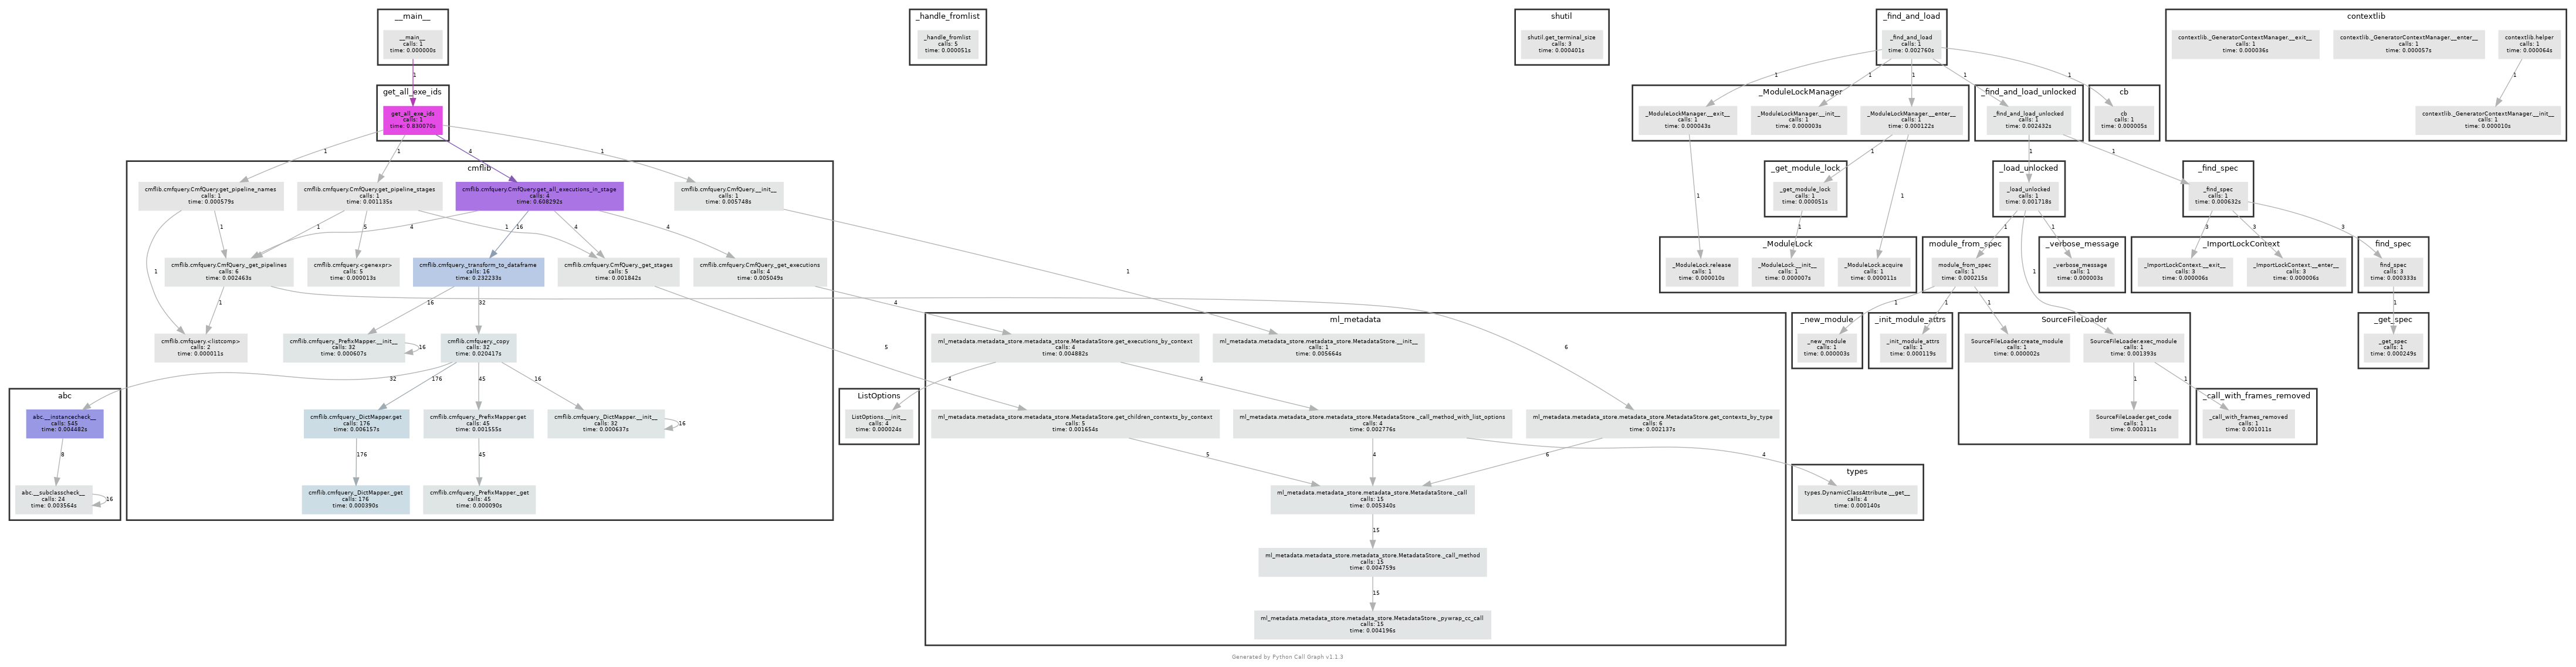 __main__
__main__
calls: 1
time: 0.000000s
_handle_fromlist
_handle_fromlist
calls: 5
time: 0.000051s
shutil
shutil.get_terminal_size
calls: 3
time: 0.000401s
_find_and_load
_find_and_load
calls: 1
time: 0.002760s
contextlib
contextlib._GeneratorContextManager.__exit__
calls: 1
time: 0.000036s
contextlib._GeneratorContextManager.__enter__
calls: 1
time: 0.000057s
contextlib.helper
calls: 1
time: 0.000064s
1
contextlib._GeneratorContextManager.__init__
calls: 1
time: 0.000010s
1
get_all_exe_ids
get_all_exe_ids
calls: 1
time: 0.830070s
1
1
1
1
1
_ModuleLockManager
_ModuleLockManager.__exit__
calls: 1
time: 0.000043s
_ModuleLockManager.__init__
calls: 1
time: 0.000003s
_ModuleLockManager.__enter__
calls: 1
time: 0.000122s
_find_and_load_unlocked
_find_and_load_unlocked
calls: 1
time: 0.002432s
cb
cb
calls: 1
time: 0.000005s
1
1
4
1
cmflib
cmflib.cmfquery.CmfQuery.get_pipeline_names
calls: 1
time: 0.000579s
cmflib.cmfquery.CmfQuery.get_pipeline_stages
calls: 1
time: 0.001135s
cmflib.cmfquery.CmfQuery.get_all_executions_in_stage
calls: 4
time: 0.608292s
cmflib.cmfquery.CmfQuery.__init__
calls: 1
time: 0.005748s
1
1
1
_get_module_lock
_get_module_lock
calls: 1
time: 0.000051s
_load_unlocked
_load_unlocked
calls: 1
time: 0.001718s
_find_spec
_find_spec
calls: 1
time: 0.000632s
1
1
1
1
1
5
4
1
16
4
4
1
cmflib.cmfquery.CmfQuery._get_pipelines
calls: 6
time: 0.002463s
cmflib.cmfquery.<genexpr>
calls: 5
time: 0.000013s
cmflib.cmfquery._transform_to_dataframe
calls: 16
time: 0.232233s
cmflib.cmfquery.CmfQuery._get_stages
calls: 5
time: 0.001842s
cmflib.cmfquery.CmfQuery._get_executions
calls: 4
time: 0.005049s
1
1
1
1
3
3
3
_ModuleLock
_ModuleLock.release
calls: 1
time: 0.000010s
_ModuleLock.__init__
calls: 1
time: 0.000007s
_ModuleLock.acquire
calls: 1
time: 0.000011s
module_from_spec
module_from_spec
calls: 1
time: 0.000215s
_verbose_message
_verbose_message
calls: 1
time: 0.000003s
_ImportLockContext
_ImportLockContext.__exit__
calls: 3
time: 0.000006s
_ImportLockContext.__enter__
calls: 3
time: 0.000006s
find_spec
find_spec
calls: 3
time: 0.000333s
1
16
32
4
1
1
1
1
cmflib.cmfquery.<listcomp>
calls: 2
time: 0.000011s
cmflib.cmfquery._PrefixMapper.__init__
calls: 32
time: 0.000607s
16
cmflib.cmfquery._copy
calls: 32
time: 0.020417s
5
6
ml_metadata
ml_metadata.metadata_store.metadata_store.MetadataStore.get_executions_by_context
calls: 4
time: 0.004882s
ml_metadata.metadata_store.metadata_store.MetadataStore.__init__
calls: 1
time: 0.005664s
_new_module
_new_module
calls: 1
time: 0.000003s
_init_module_attrs
_init_module_attrs
calls: 1
time: 0.000119s
SourceFileLoader
SourceFileLoader.create_module
calls: 1
time: 0.000002s
SourceFileLoader.exec_module
calls: 1
time: 0.001393s
_get_spec
_get_spec
calls: 1
time: 0.000249s
32
176
45
16
4
4
1
1
abc
abc.__instancecheck__
calls: 545
time: 0.004482s
cmflib.cmfquery._DictMapper.get
calls: 176
time: 0.006157s
cmflib.cmfquery._PrefixMapper.get
calls: 45
time: 0.001555s
cmflib.cmfquery._DictMapper.__init__
calls: 32
time: 0.000637s
16
ListOptions
ListOptions.__init__
calls: 4
time: 0.000024s
ml_metadata.metadata_store.metadata_store.MetadataStore.get_children_contexts_by_context
calls: 5
time: 0.001654s
ml_metadata.metadata_store.metadata_store.MetadataStore._call_method_with_list_options
calls: 4
time: 0.002776s
ml_metadata.metadata_store.metadata_store.MetadataStore.get_contexts_by_type
calls: 6
time: 0.002137s
SourceFileLoader.get_code
calls: 1
time: 0.000311s
_call_with_frames_removed
_call_with_frames_removed
calls: 1
time: 0.001011s
8
176
45
5
4
6
4
abc.__subclasscheck__
calls: 24
time: 0.003564s
16
cmflib.cmfquery._DictMapper._get
calls: 176
time: 0.000390s
cmflib.cmfquery._PrefixMapper._get
calls: 45
time: 0.000090s
ml_metadata.metadata_store.metadata_store.MetadataStore._call
calls: 15
time: 0.005340s
types
types.DynamicClassAttribute.__get__
calls: 4
time: 0.000140s
15
ml_metadata.metadata_store.metadata_store.MetadataStore._call_method
calls: 15
time: 0.004759s
15
ml_metadata.metadata_store.metadata_store.MetadataStore._pywrap_cc_call
calls: 15
time: 0.004196s
Generated by Python Call Graph v1.1.3